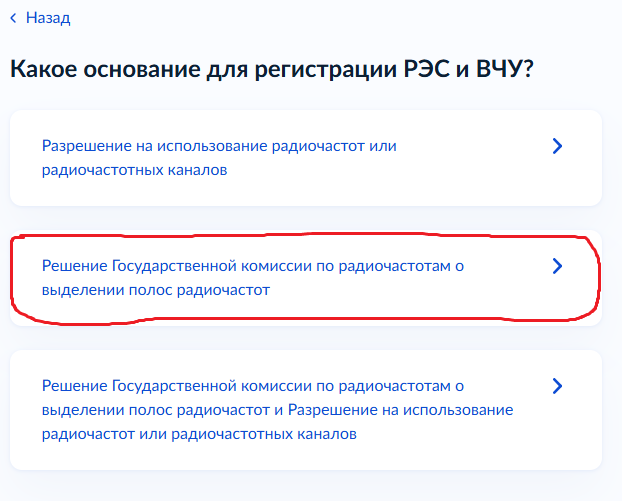 Назад
Какое основание для регистрации РЭС и ВЧУ?
Разрешение на использование радиочастот или
радиочастотных каналов
Решение Государственной комиссии по радиочастотам о
выделении полос радиочастот
Решение Государственной комиссии по радиочастотам о
выделении полос радиочастот и Разрешение на использование
радиочастот или радиочастотных каналов